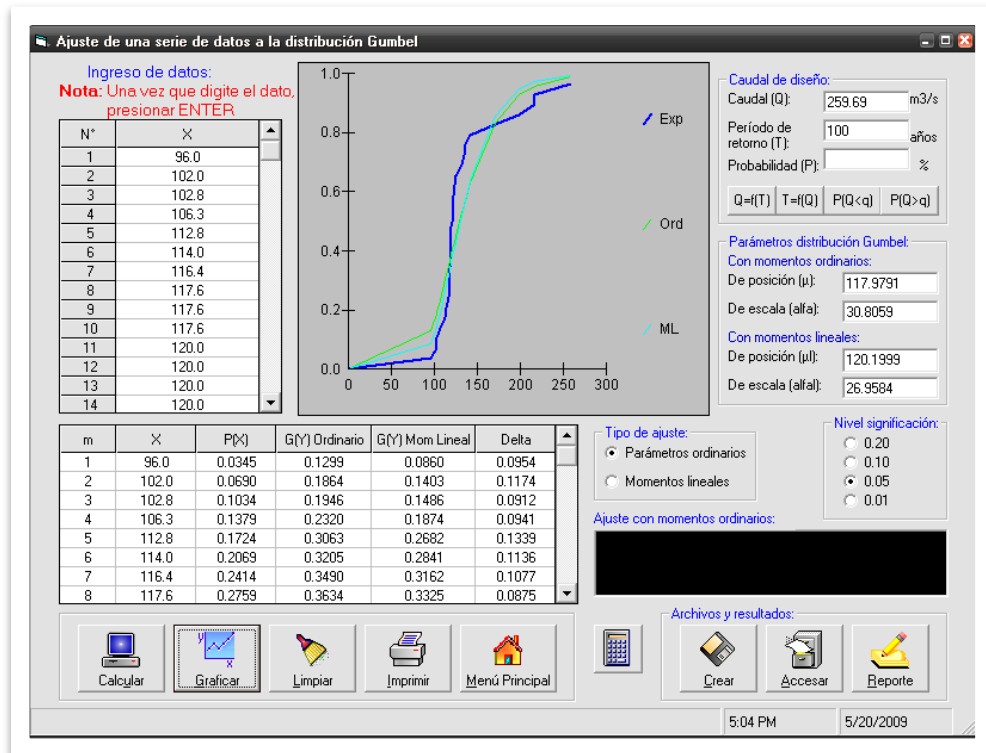 Ajuste de una serie de datos a la distribución Gumbel
Ingreso de datos:
Nota: Una vez que digite el dato,
presionar ENTER
N° X
1 96.0
2 102.0
3 102.8
4 106.3
5 112.8
6 114.0
7 116.4
8 117.6
9 117.6
10 117.6
11 120.0
12 120.0
13 120.0
14 120.0
1.0
0.8
0.6
0.4
0.2
0.0
0 50 100 150 200 250 300
Exp
Ord
ML
Caudal de diseño:
Caudal (Q): 259.69 m3/s
Período de
retorno (T): 100 años
Probabilidad (P): %
Q=f(T) T=f(Q) P(Q<q) P(Q>q)
Parámetros distribución Gumbel:
Con momentos ordinarios:
De posición (µ): 117.9791
De escala (alfa): 30.8059
Con momentos lineales:
De posición (µl): 120.1999
De escala (alfal): 26.9584
m X P(X) G(Y) Ordinario G(Y) Mom Lineal Delta
1 96.0 0.0345 0.1299 0.0860 0.0954
2 102.0 0.0690 0.1864 0.1403 0.1174
3 102.8 0.1034 0.1946 0.1486 0.0912
4 106.3 0.1379 0.2320 0.1874 0.0941
5 112.8 0.1724 0.3063 0.2682 0.1339
6 114.0 0.2069 0.3205 0.2841 0.1136
7 116.4 0.2414 0.3490 0.3162 0.1077
8 117.6 0.2759 0.3634 0.3325 0.0875
Tipo de ajuste:
Parámetros ordinarios
Momentos lineales
Nivel significación:
0.20
0.10
0.05
0.01
Ajuste con momentos ordinarios:
Calcular
y
x
Graficar
Limpiar
Imprimir
Menú Principal
Archivos y resultados:
Crear
Accesar
Reporte
5:04 PM 5/20/2009